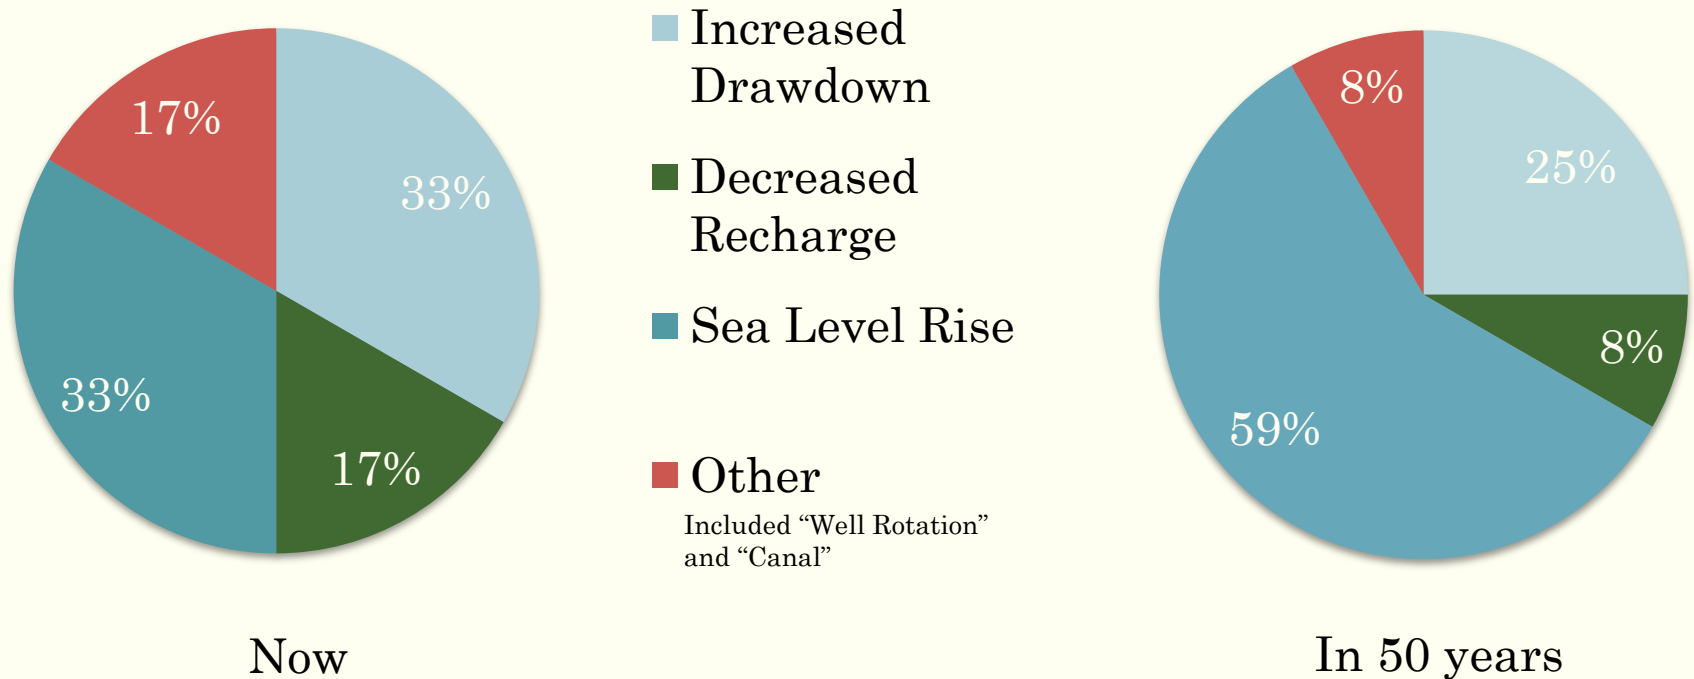 17%
33%
33%
17%
Now
Increased
Drawdown
Decreased
Recharge
Sea Level Rise
Other
Included “Well Rotation”
and “Canal”
8%
25%
8%
59%
In 50 years